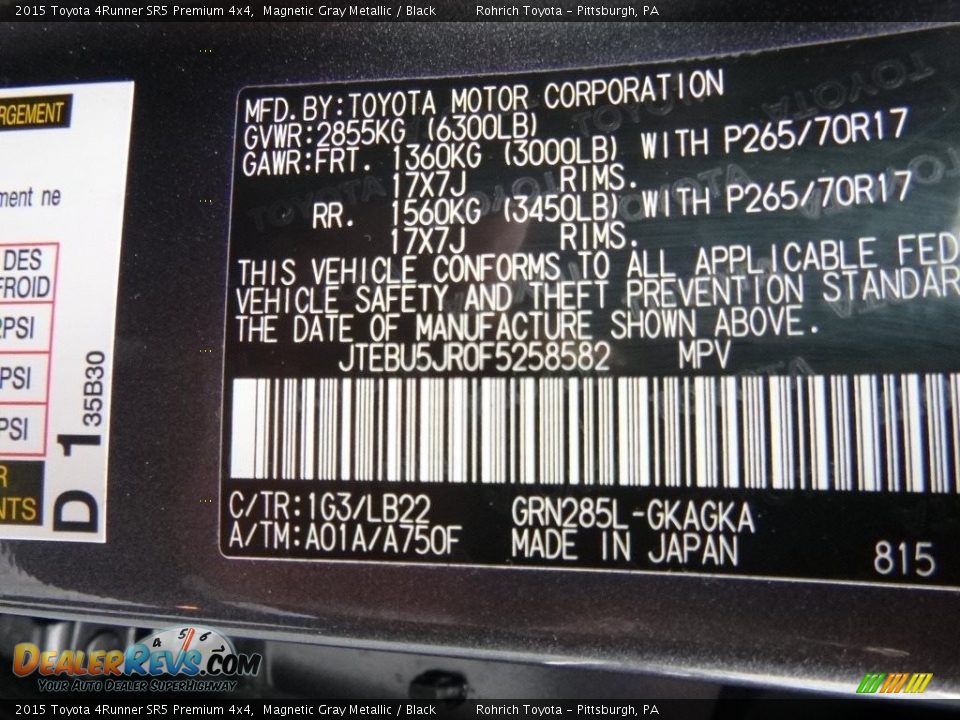 2015 Toyota 4Runner SR5 Premium 4x4, Magnetic Gray Metallic / Black Rohrich Toyota - Pittsburgh, PA
RGEMENT
ment ne
DES
FROID
PSI
PSI
PSI
R
NTS
D 1
35B30
MFD.BY:TOYOTA MOTOR CORPORATION
GVWR:2855KG (6300LB)
GAWR:FRT. 1360KG (3000LB) WITH P265/70R17
17X7J RIMS.
RR. 1560KG (3450LB) WITH P265/70R17
17X7J RIMS.
THIS VEHICLE CONFORMS TO ALL APPLICABLE FED
VEHICLE SAFETY AND THEFT PREVENTION STANDAR
THE DATE OF MANUFACTURE SHOWN ABOVE.
JTEBU5JR0F5258582 MPV
C/TR:1G3/LB22 GRN285L-GKAGKA
A/TM:A01A/A750F MADE IN JAPAN
815
4 5 6
DealerRevs.com
Your Auto Dealer SuperHighway
2015 Toyota 4Runner SR5 Premium 4x4, Magnetic Gray Metallic / Black Rohrich Toyota - Pittsburgh, PA